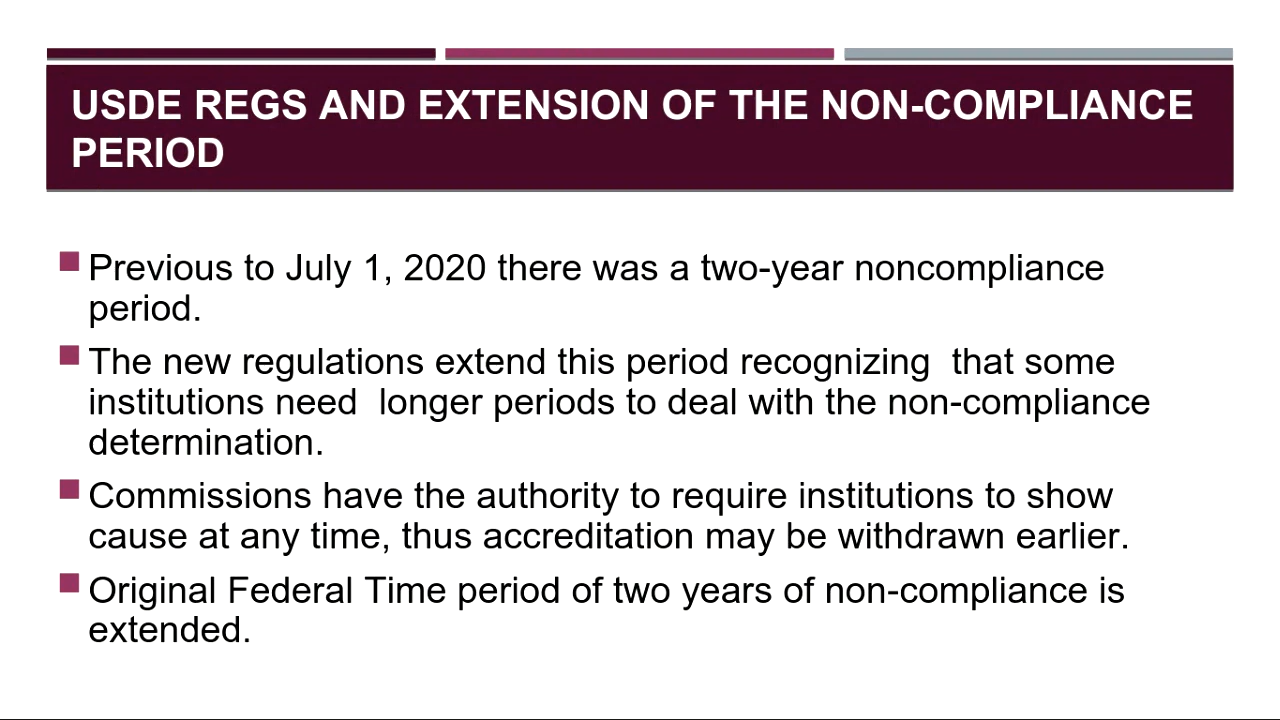 USDE REGS AND EXTENSION OF THE NON-COMPLIANCE
PERIOD
Previous to July 1, 2020 there was a two-year noncompliance
period.
The new regulations extend this period recognizing  that some
institutions need  longer periods to deal with the non-compliance
determination.
Commissions have the authority to require institutions to show
cause at any time, thus accreditation may be withdrawn earlier.
Original Federal Time period of two years of non-compliance is
extended.